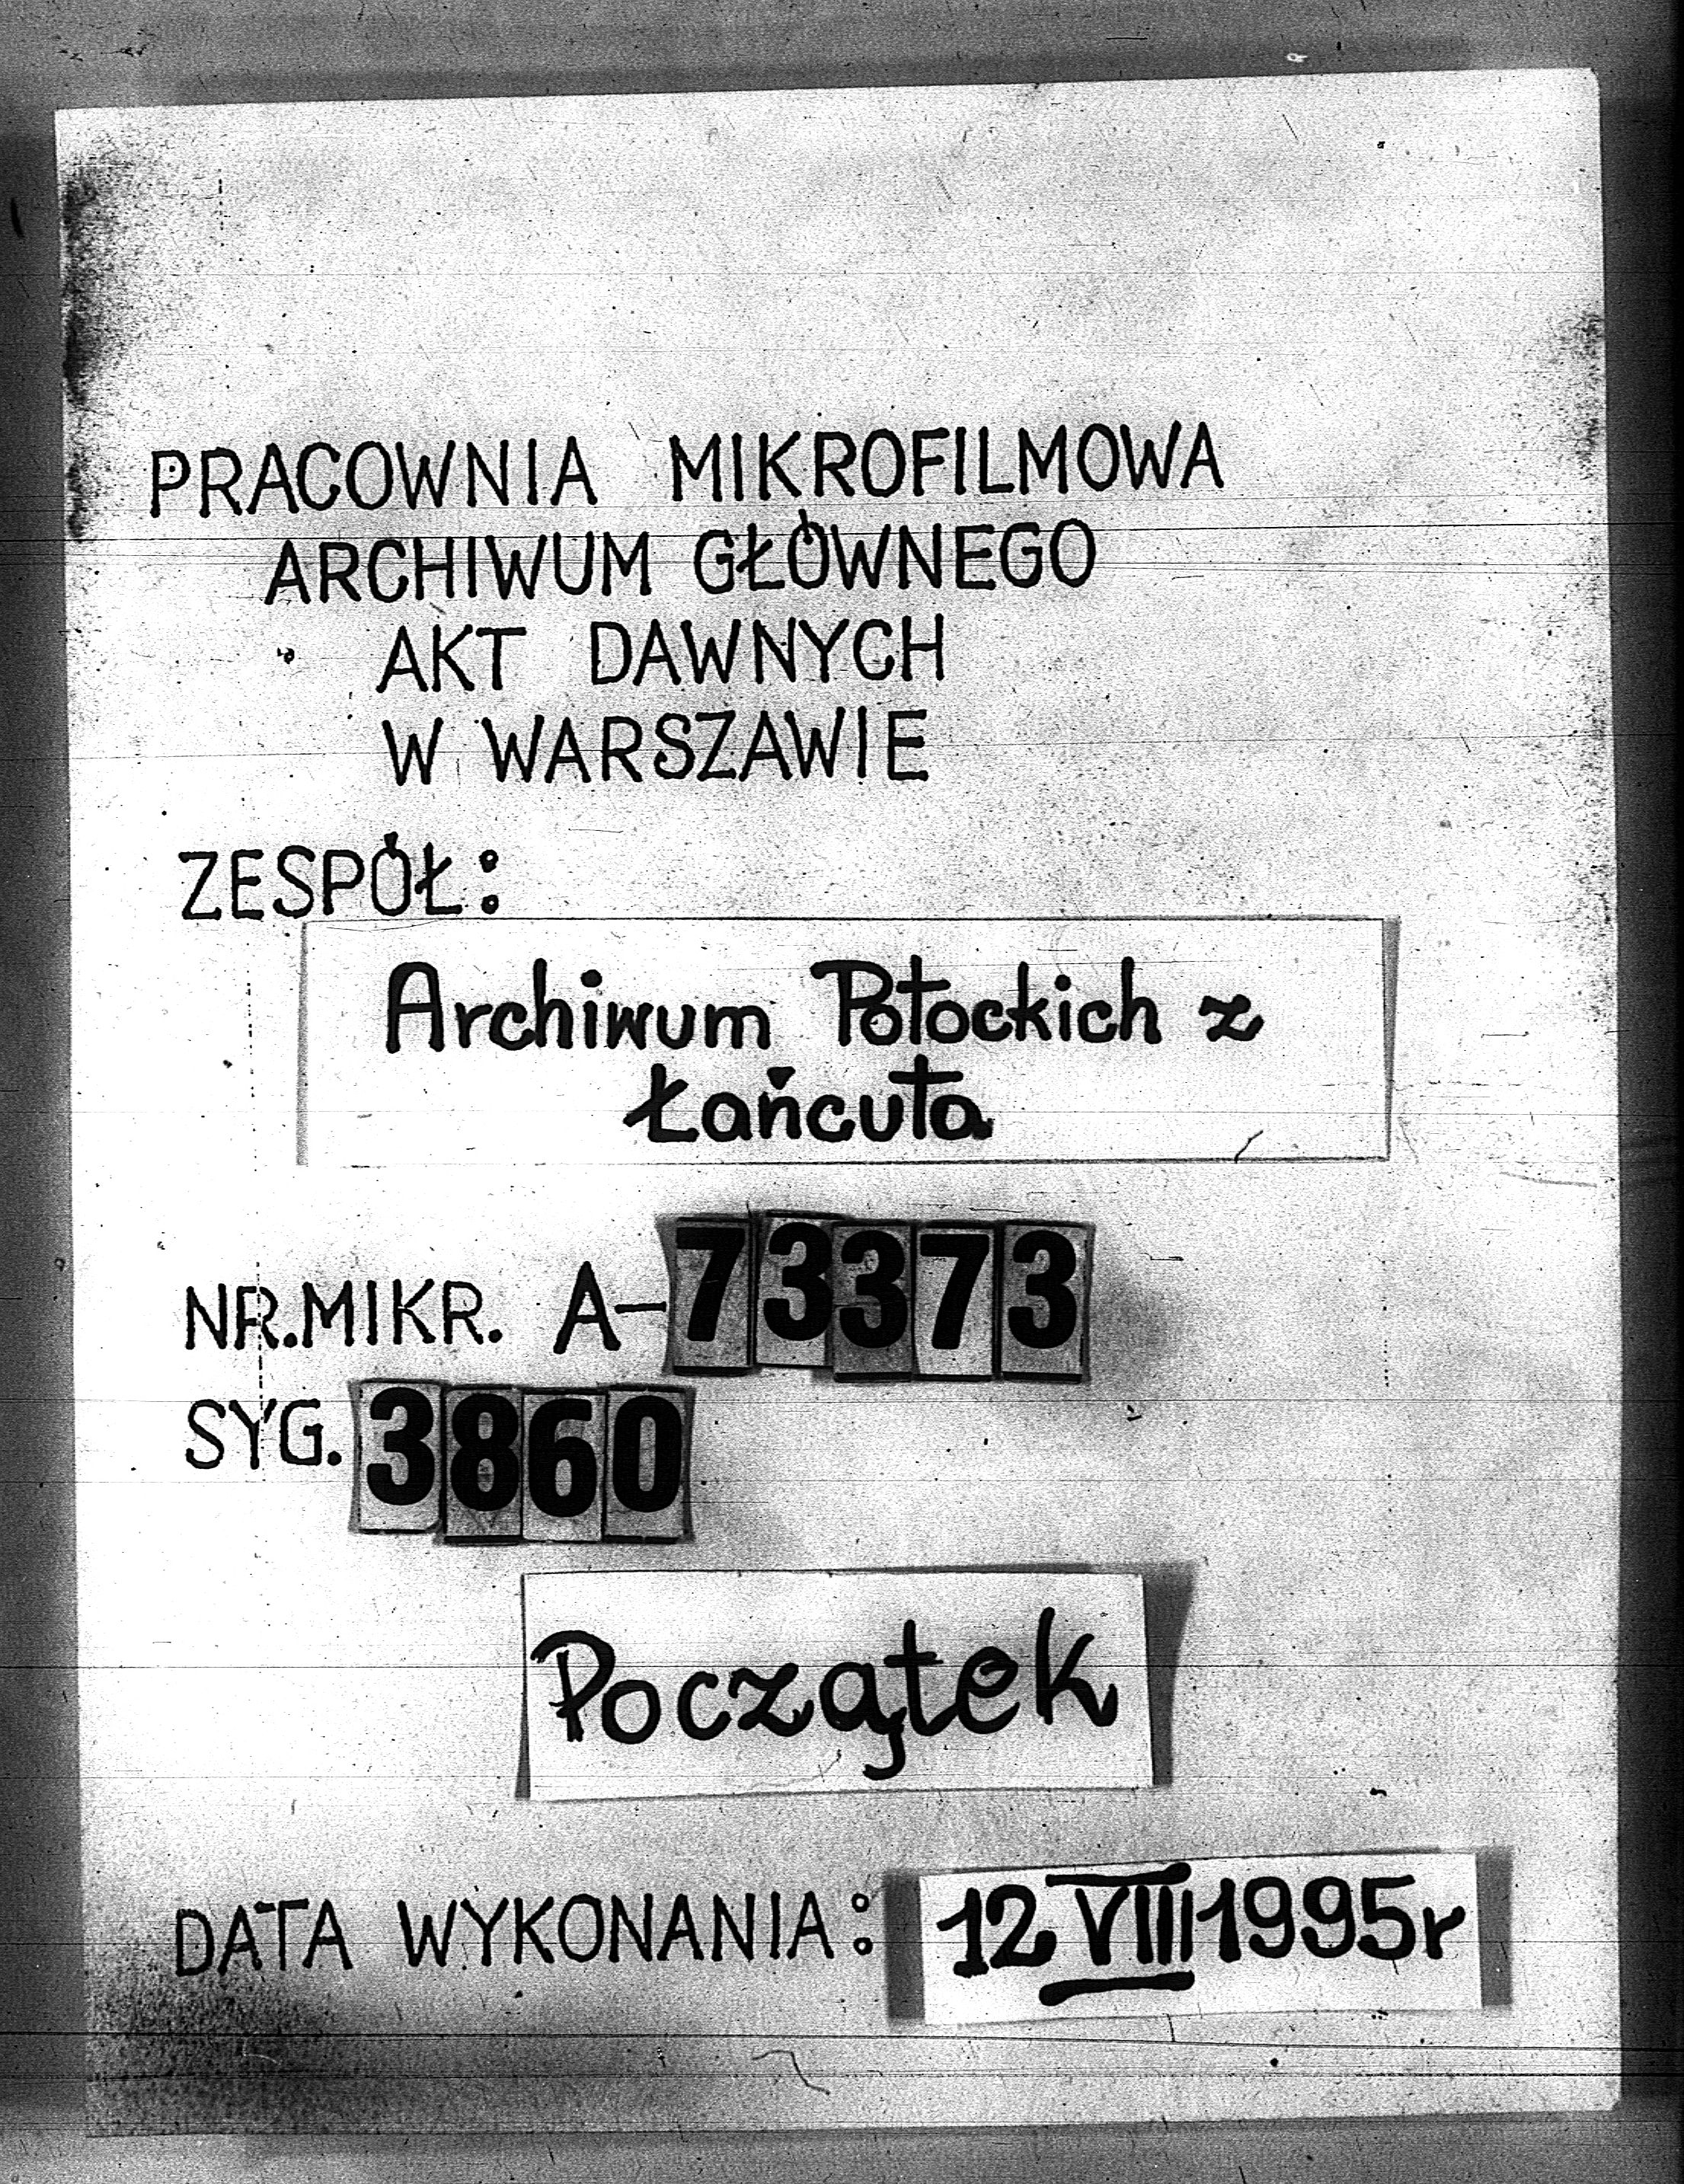 PRACOWNIA MIKROFILMOWA
ARCHIWUM GŁÓWNEGO
AKT DAWNYCH
W WARSZAWIE
ZESPÓŁ:
Archiwum Potockich z
Łańcuta
NR.MIKR. A-73373
SYG. 3860
Początek
DATA WYKONANIA: 12 VIII 1995r